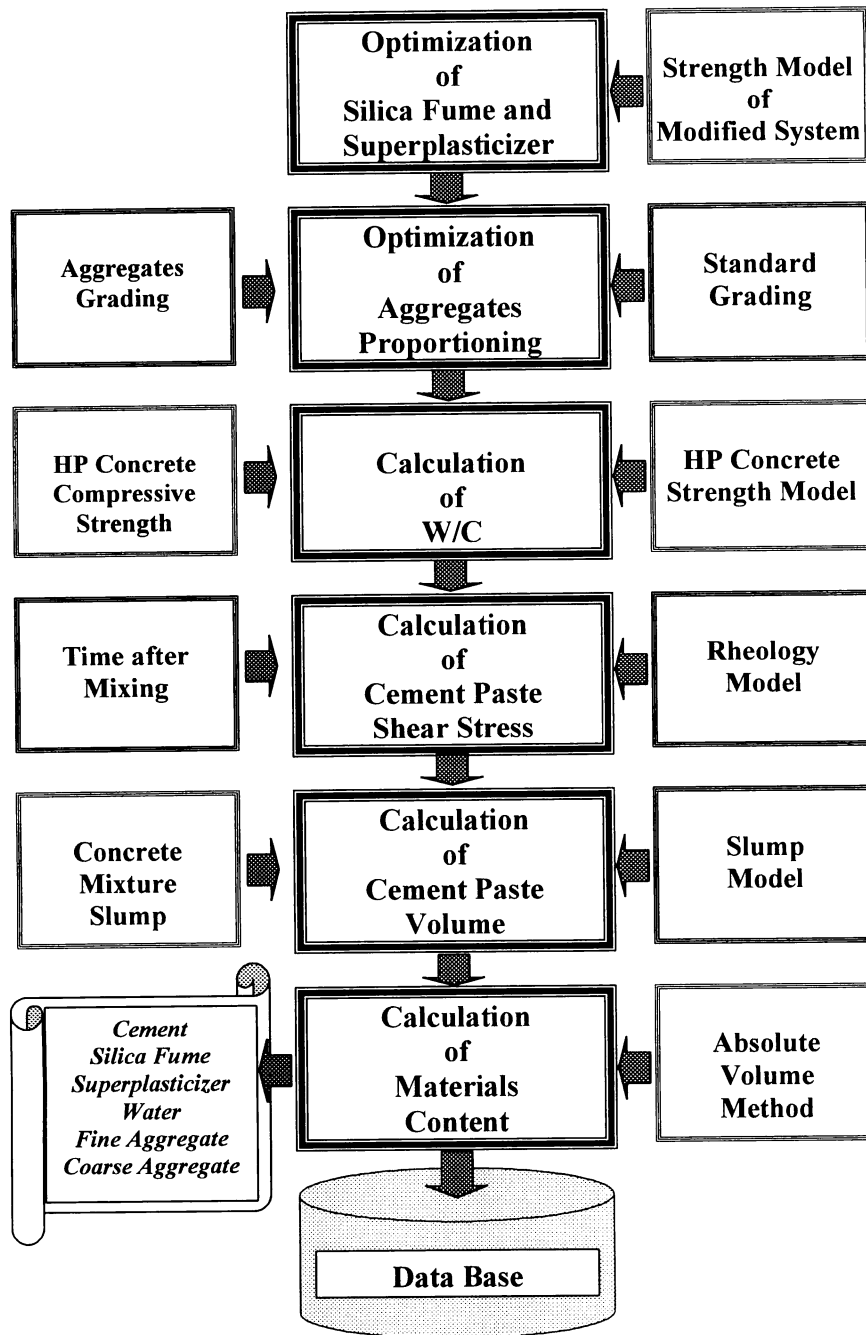 Optimization
of
Silica Fume and
Superplasticizer
Strength Model
of
Modified System
Aggregates
Grading
Optimization
of
Aggregates
Proportioning
Standard
Grading
HP Concrete
Compressive
Strength
Calculation
of
W/C
HP Concrete
Strength Model
Time after
Mixing
Calculation
of
Cement Paste
Shear Stress
Rheology
Model
Concrete
Mixture
Slump
Calculation
of
Cement Paste
Volume
Slump
Model
Cement
Silica Fume
Superplasticizer
Water
Fine Aggregate
Coarse Aggregate
Calculation
of
Materials
Content
Absolute
Volume
Method
Data Base